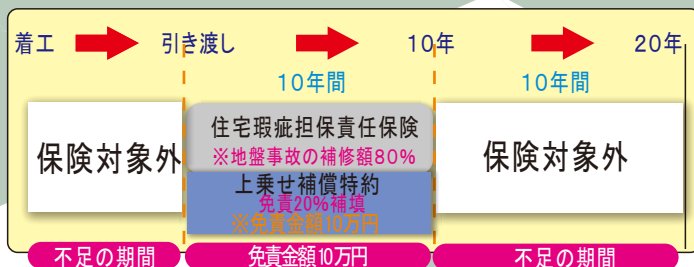 着工 引き渡し 10年 20年
10年間 10年間
保険対象外
住宅瑕疵担保責任保険
※地盤事故の補修額80%
上乗せ補償特約
免責20%補填
※免責金額10万円
保険対象外
不足の期間 免責金額10万円 不足の期間